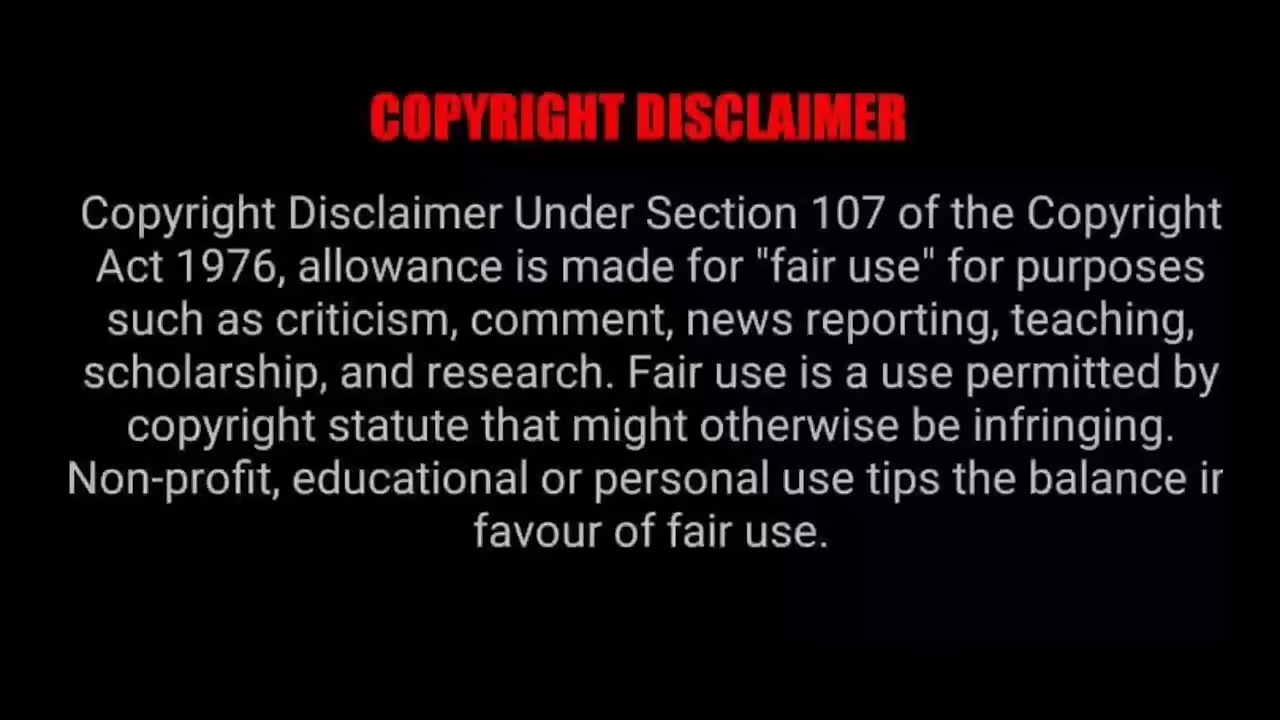 COPYRIGHT DISCLAIMER
Copyright Disclaimer Under Section 107 of the Copyright
Act 1976, allowance is made for "fair use" for purposes
such as criticism, comment, news reporting, teaching,
scholarship, and research. Fair use is a use permitted by
copyright statute that might otherwise be infringing.
Non-profit, educational or personal use tips the balance in
favour of fair use.